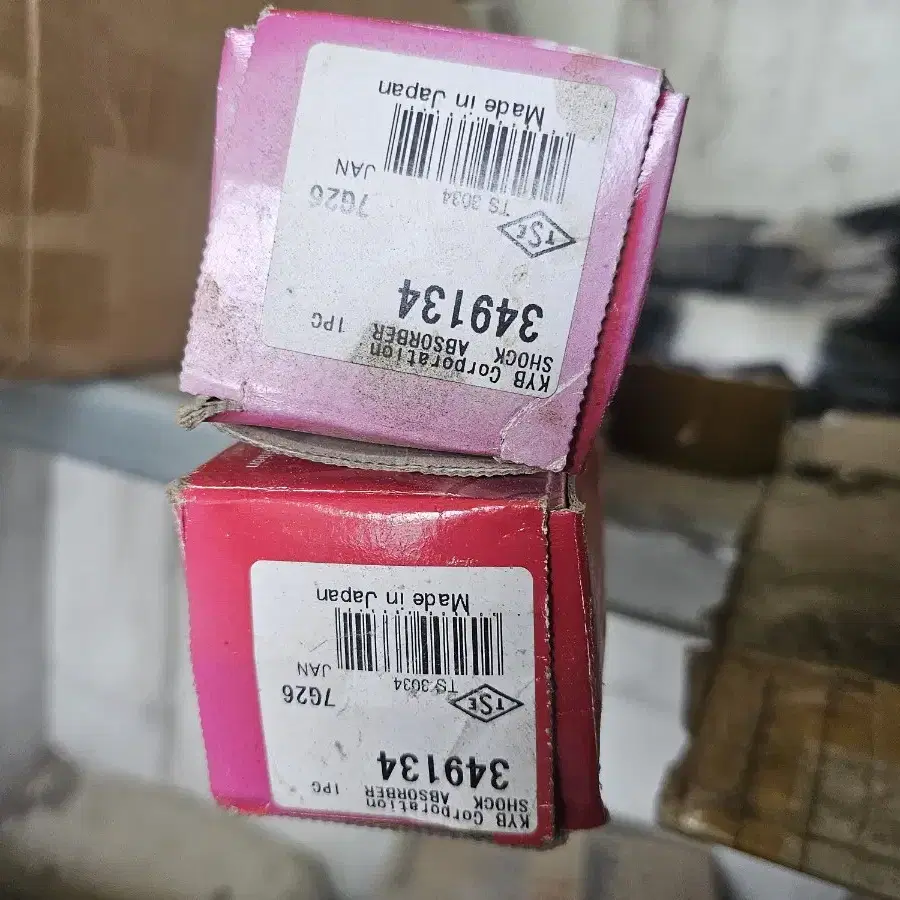 KYB Corporation
SHOCK ABSORBER 1PC
349134
TSE
7G26
TS 3034
JAN
Made in Japan
KYB Corporation
SHOCK ABSORBER 1PC
349134
TSE
7G26
TS 3034
JAN
Made in Japan